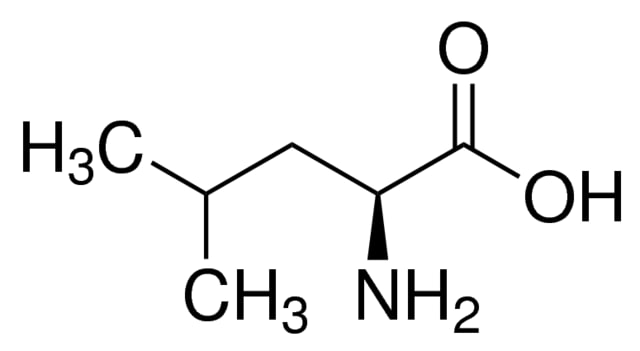 O
H₃C
OH
CH₃ NH₂